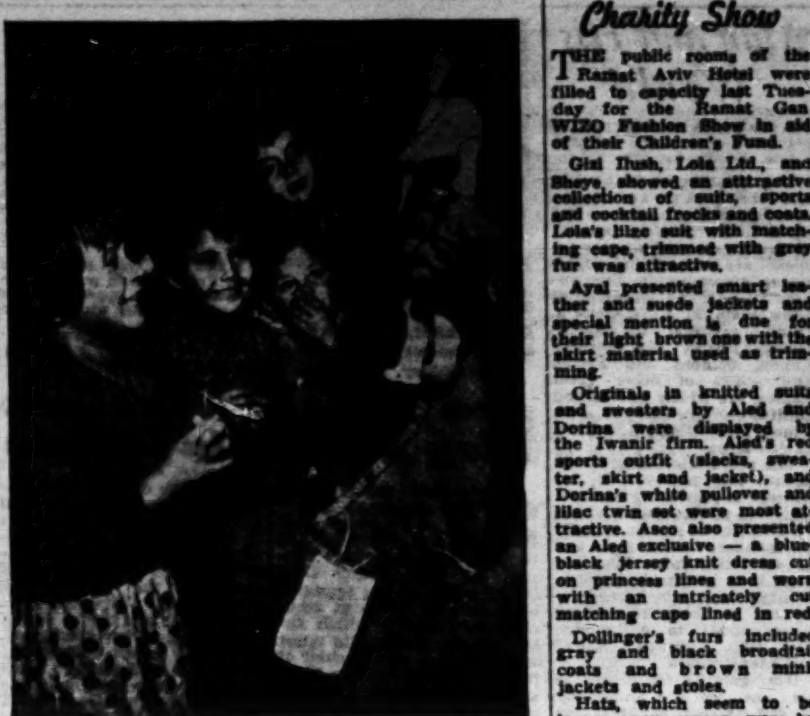 Charity Show
THE public rooms of the
Ramat Aviv Hotel were
filled to capacity last Tues-
day for the Ramat Gan
WIZO Fashion Show in aid
of their Children's Fund.
Gizi Ilush, Lola Ltd., and
Sheye, showed an atttractive
collection of suits, sports
and cocktail frocks and coats.
Lola's lilac suit with match-
ing cape, trimmed with grey
fur was attractive.
Ayal presented smart lea-
ther and suede jackets and
special mention is due for
their light brown one with the
skirt material used as trim-
ming.
Originals in knitted suits
and sweaters by Aled and
Dorina were displayed by
the Iwanir firm. Aled's red
sports outfit (slacks, swea-
ter, skirt and jacket), and
Dorina's white pullover and
lilac twin set were most at-
tractive. Asco also presented
an Aled exclusive — a blue-
black jersey knit dress cut
on princess lines and worn
with an intricately cut
matching cape lined in red
Dollinger's furs included
gray and black broadtail
coats and brown mink
jackets and stoles.
Hats, which seem to b